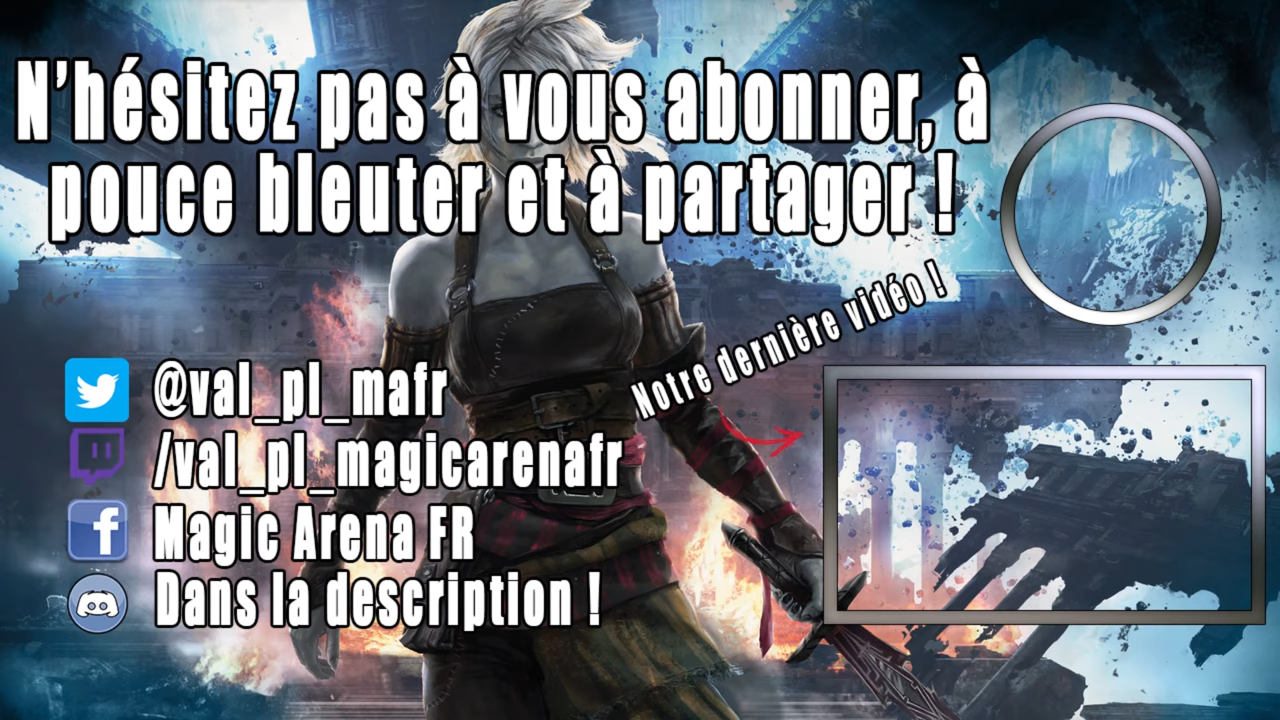 N'hésitez pas à vous abonner, à
pouce bleuter et à partager !
Notre dernière vidéo !
@val_pl_mafr
/val_pl_magicarenafr
f
Magic Arena FR
Dans la description !